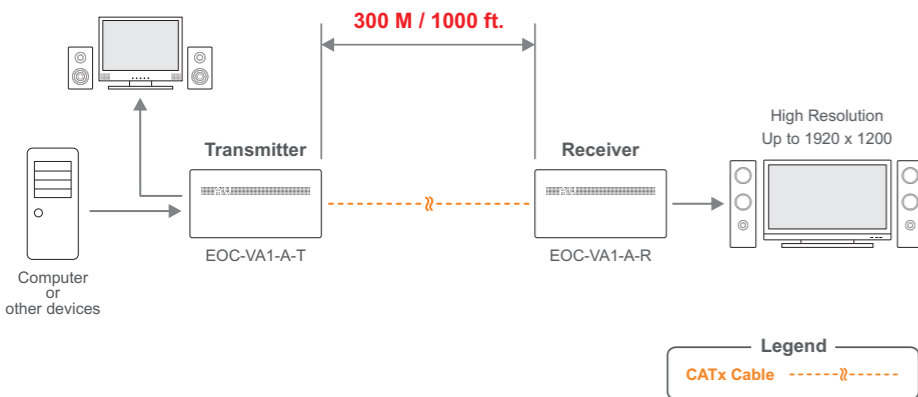 300 M / 1000 ft.
High Resolution
Up to 1920 x 1200
Transmitter
Receiver
EOC-VA1-A-T
EOC-VA1-A-R
Computer
or
other devices
Legend
CATx Cable